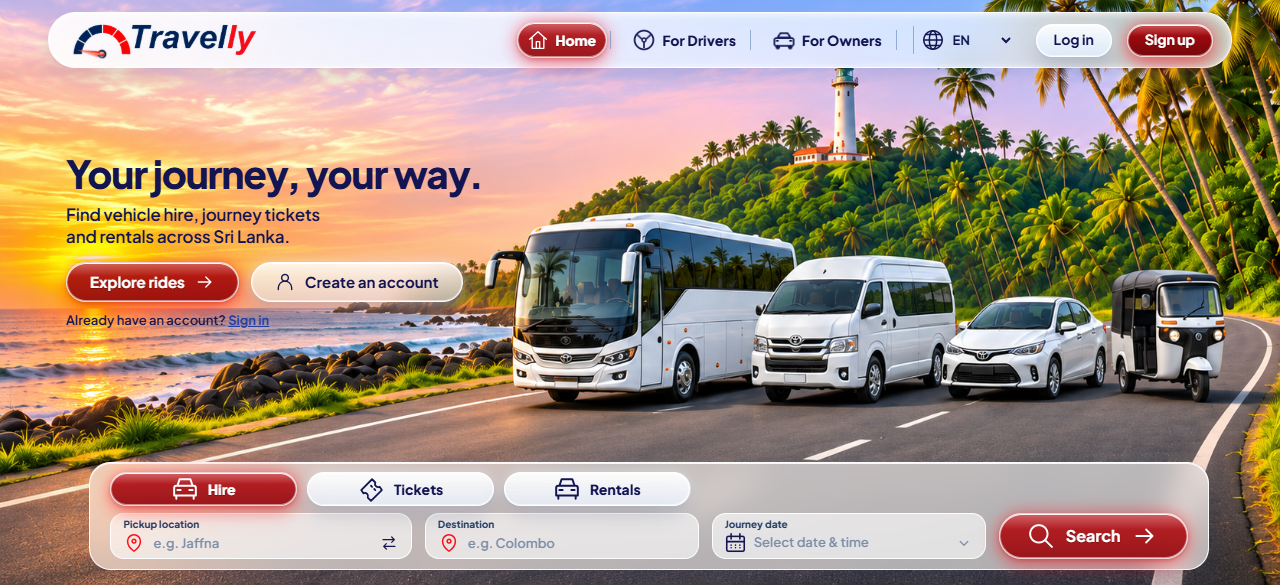 Travelly
Home
For Drivers
For Owners
EN
Log in
Sign up
Your journey, your way.
Find vehicle hire, journey tickets
and rentals across Sri Lanka.
Explore rides
Create an account
Already have an account? Sign in
Hire
Tickets
Rentals
Pickup location
e.g. Jaffna
Destination
e.g. Colombo
Journey date
Select date & time
Search